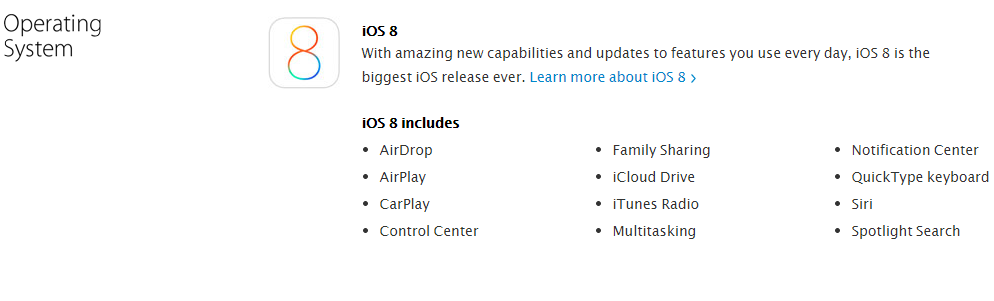 Operating
System
8
iOS 8
With amazing new capabilities and updates to features you use every day, iOS 8 is the
biggest iOS release ever. Learn more about iOS 8 ›
iOS 8 includes
• AirDrop
• AirPlay
• CarPlay
• Control Center
• Family Sharing
• iCloud Drive
• iTunes Radio
• Multitasking
• Notification Center
• QuickType keyboard
• Siri
• Spotlight Search